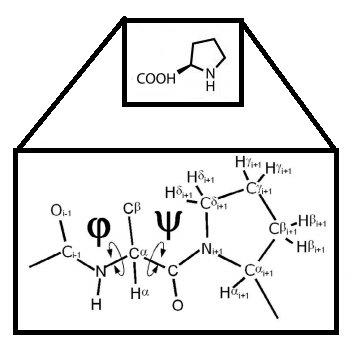 COOH
N
H
Hδi+1
Hδi+1
Cδi+1
Hγi+1
Hγi+1
Cγi+1
Oi-1
Cβ
φ
ψ
Cβi+1
Hβi+1
Hβi+1
Ci-1
Cα
Ni+1
N
C
Cαi+1
H
Hα
O
Hαi+1